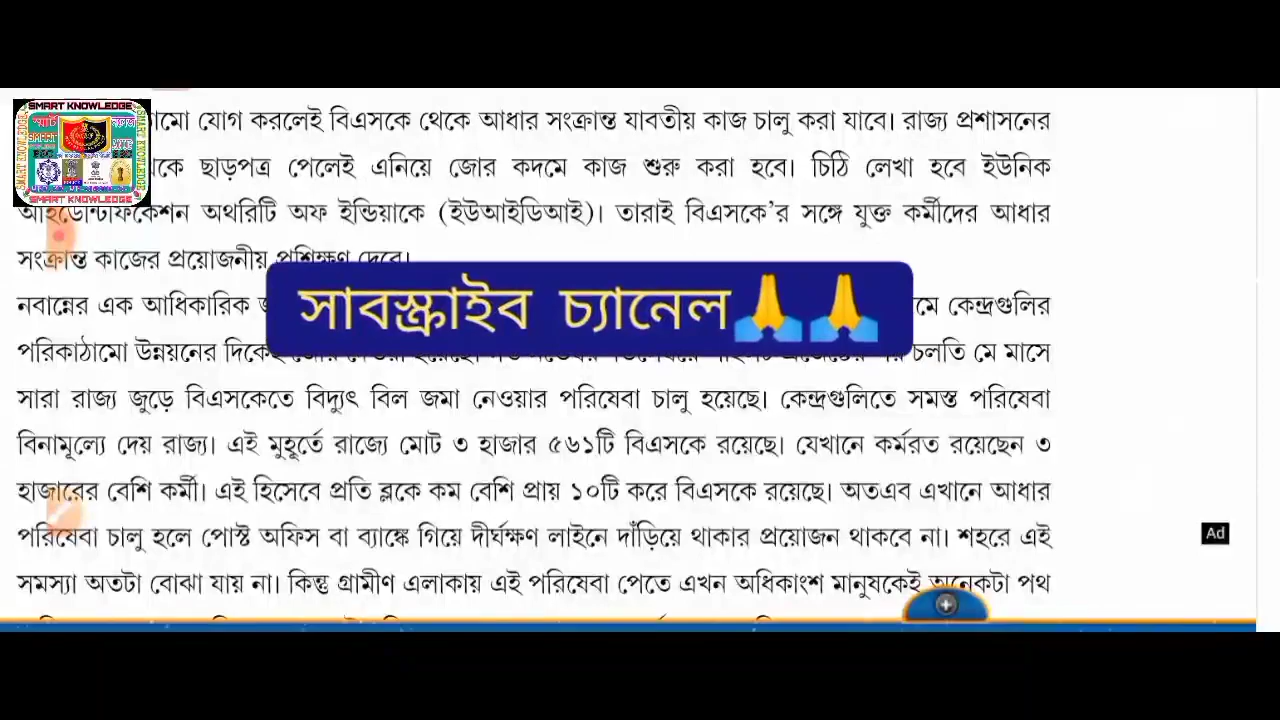 SMART KNOWLEDGE
যোগ করলেই বিএসকে থেকে আধার সংক্রান্ত যাবতীয় কাজ চালু করা যাবে। রাজ্য প্রশাসনের
ছাড়পত্র পেলেই এনিয়ে জোর কদমে কাজ শুরু করা হবে। চিঠি লেখা হবে ইউনিক
SMART KNOWLEDGE
আইডেন্টিফিকেশন অথরিটি অফ ইন্ডিয়াকে (ইউআইডিআই)। তারাই বিএসকে’র সঙ্গে যুক্ত কর্মীদের আধার
সংক্রান্ত কাজের প্রয়োজনীয় প্রশিক্ষণ দেবে।
নবান্নের এক আধিকারিক
কেন্দ্রগুলির
সাবস্ক্রাইব চ্যানেল🙏🙏
পরিকাঠামো উন্নয়নের চলতি মে মাসে
সারা রাজ্য জুড়ে বিএসকেতে বিদ্যুৎ বিল জমা নেওয়ার পরিষেবা চালু হয়েছে। কেন্দ্রগুলিতে সমস্ত পরিষেবা
বিনামূল্যে দেয় রাজ্য। এই মুহূর্তে রাজ্যে মোট ৩ হাজার ৫৬১টি বিএসকে রয়েছে। যেখানে কর্মরত রয়েছেন ৩
হাজারের বেশি কর্মী। এই হিসেবে প্রতি ব্লকে কম বেশি প্রায় ১০টি করে বিএসকে রয়েছে। অতএব এখানে আধার
পরিষেবা চালু হলে পোস্ট অফিস বা ব্যাঙ্কে গিয়ে দীর্ঘক্ষণ লাইনে দাঁড়িয়ে থাকার প্রয়োজন থাকবে না। শহরে এই
Ad
সমস্যা অতটা বোঝা যায় না। কিন্তু গ্রামীণ এলাকায় এই পরিষেবা পেতে এখন অধিকাংশ মানুষকেই অনেকটা পথ